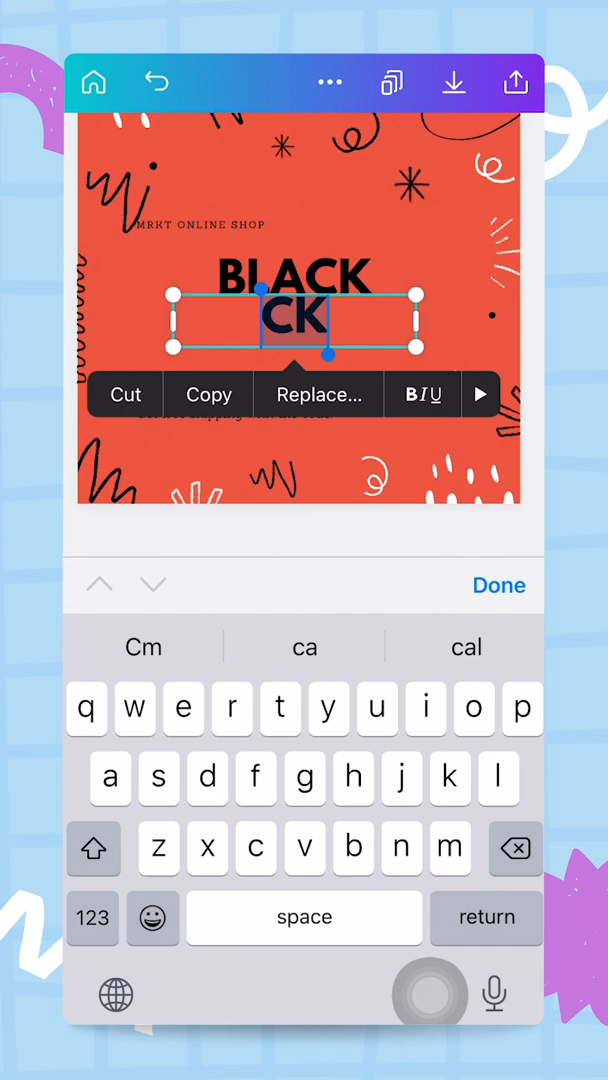 MRKT ONLINE SHOP
BLACK
CK
Cut Copy Replace... BIU
Done
Cm ca cal
q w e r t y u i o p
a s d f g h j k l
z x c v b n m
123 space return